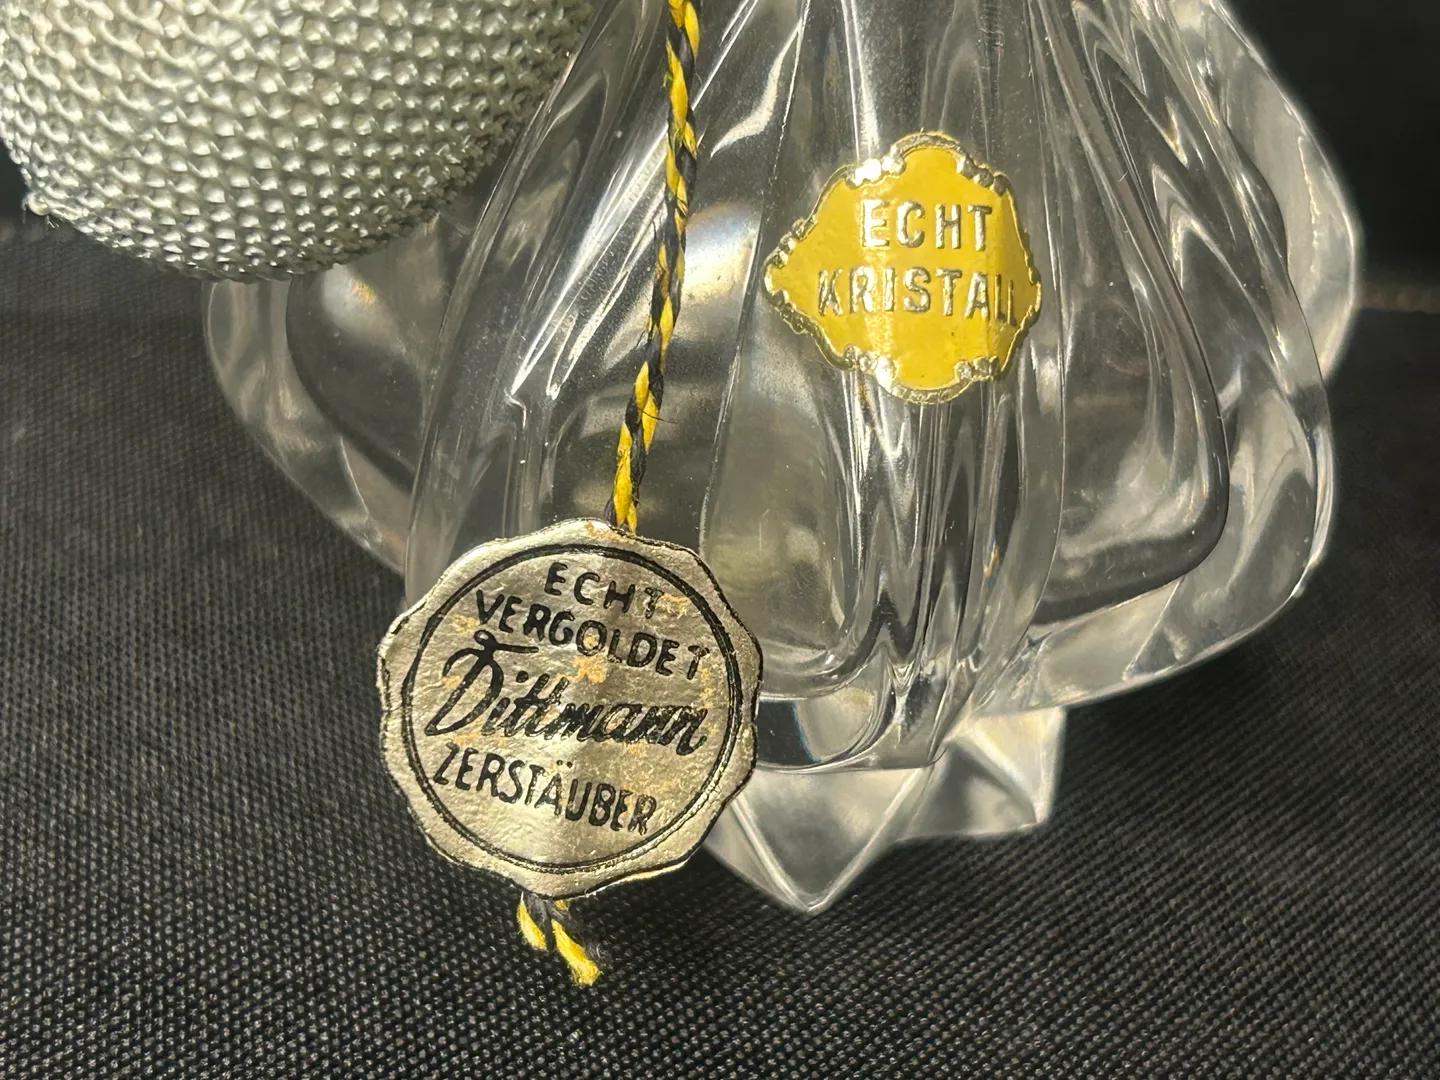 ECHT
KRISTALL
ECHT
VERGOLDET
Dittmann
ZERSTÄUBER